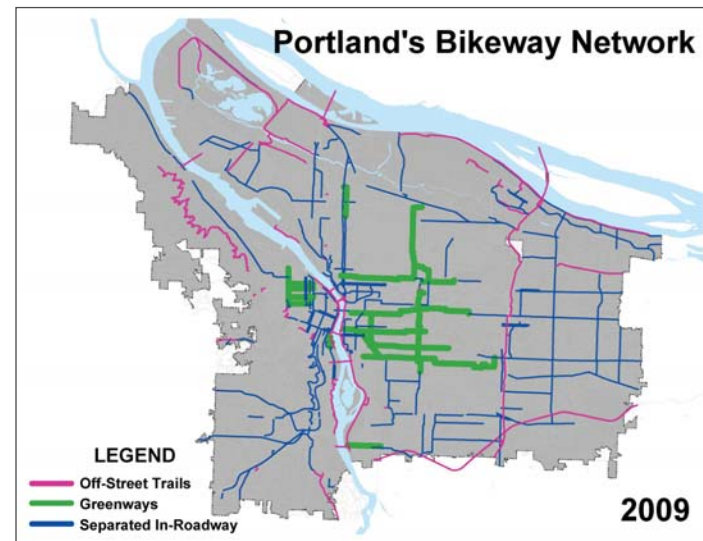 Portland's Bikeway Network
LEGEND
Off-Street Trails
Greenways
Separated In-Roadway
2009